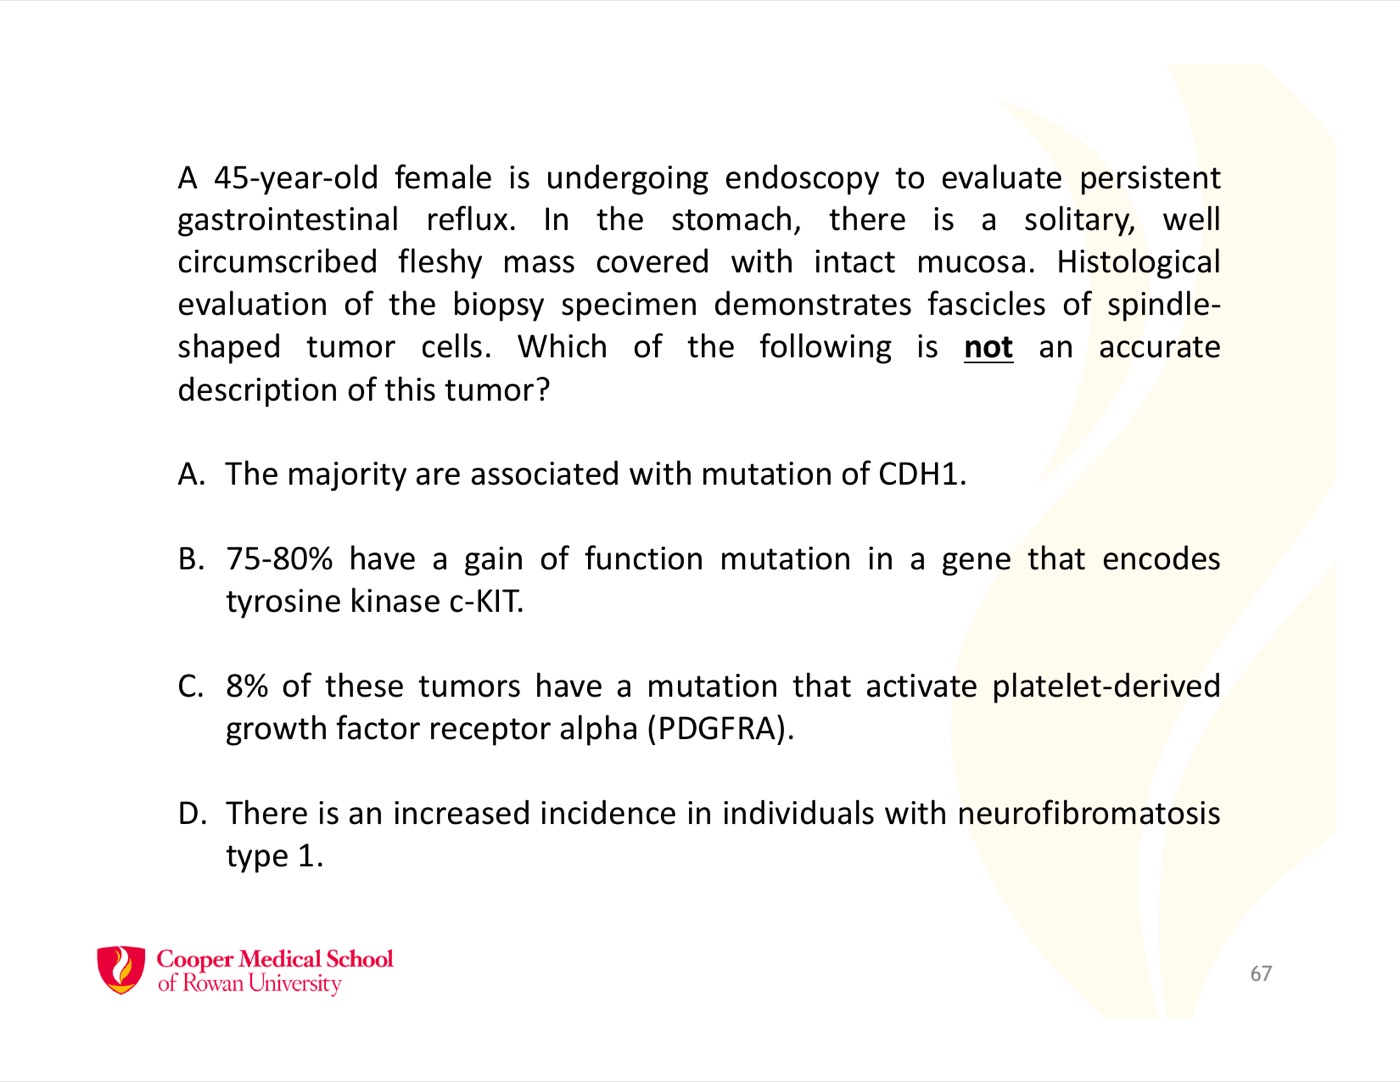 A 45-year-old female is undergoing endoscopy to evaluate persistent
gastrointestinal reflux. In the stomach, there is a solitary, well
circumscribed fleshy mass covered with intact mucosa. Histological
evaluation of the biopsy specimen demonstrates fascicles of spindle-
shaped tumor cells. Which of the following is not an accurate
description of this tumor?
A. The majority are associated with mutation of CDH1.
B. 75-80% have a gain of function mutation in a gene that encodes
tyrosine kinase c-KIT.
C. 8% of these tumors have a mutation that activate platelet-derived
growth factor receptor alpha (PDGFRA).
D. There is an increased incidence in individuals with neurofibromatosis
type 1.
Cooper Medical School
of Rowan University
67